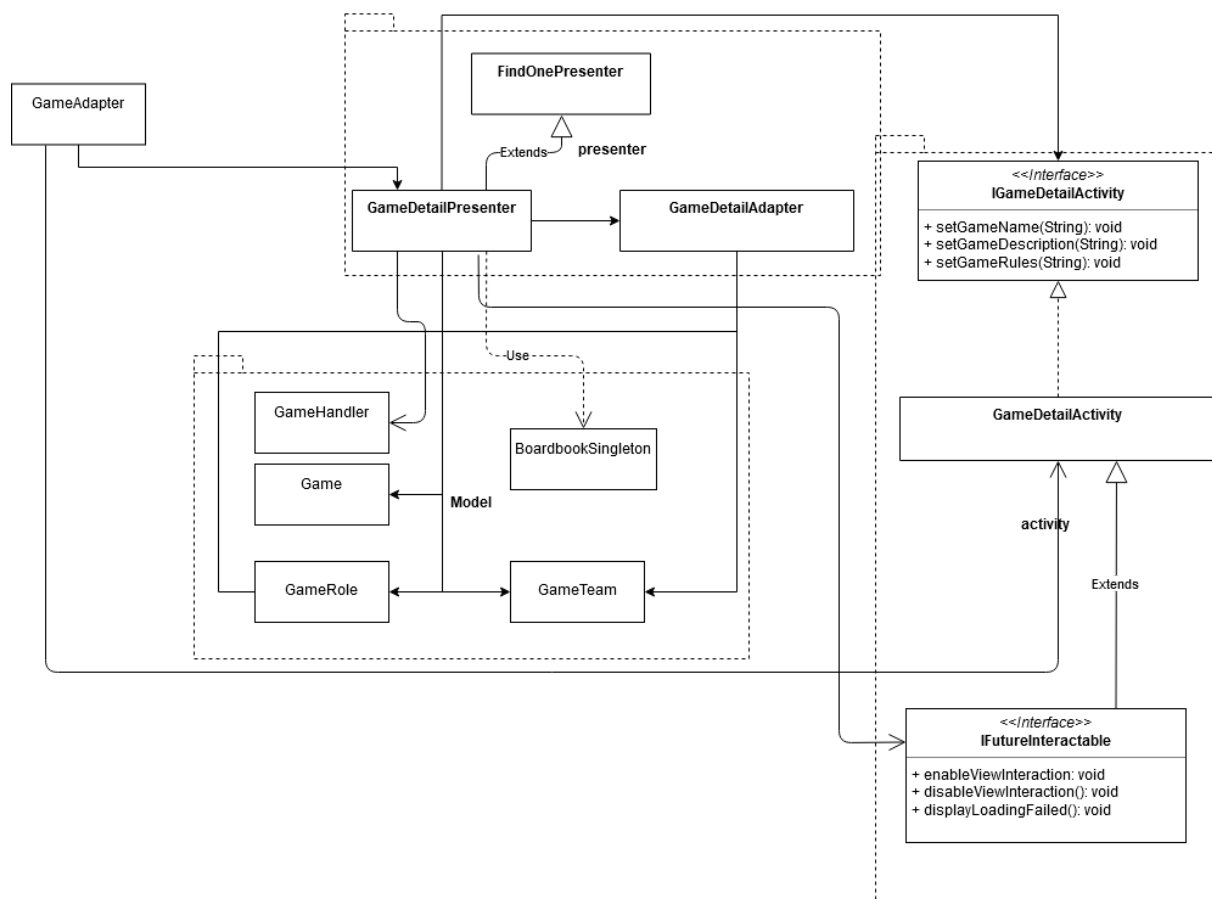 FindOnePresenter
GameAdapter
Extends
presenter
<<Interface>>
IGameDetailActivity
+ setGameName(String): void
+ setGameDescription(String): void
+ setGameRules(String): void
GameDetailPresenter
GameDetailAdapter
Use
GameHandler
BoardbookSingleton
Game
Model
GameRole
GameTeam
GameDetailActivity
activity
Extends
<<Interface>>
IFutureInteractable
+ enableViewInteraction: void
+ disableViewInteraction(): void
+ displayLoadingFailed(): void